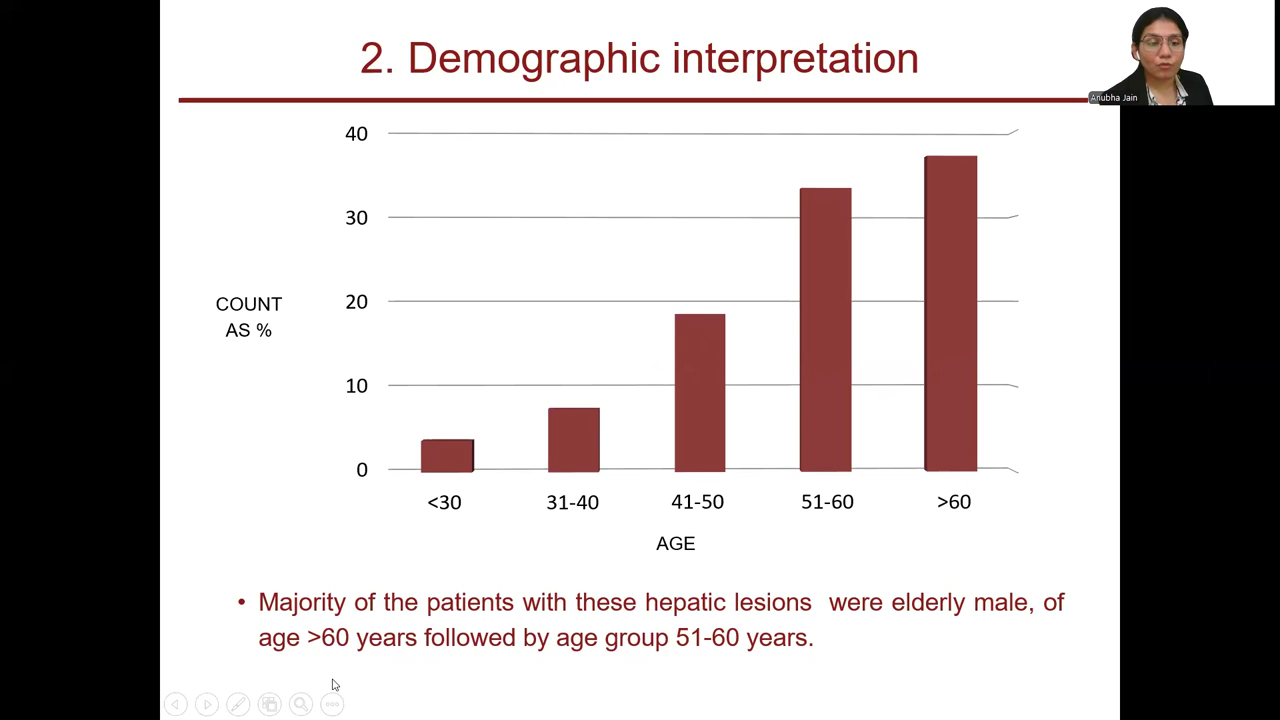 2. Demographic interpretation
Anubha Jain
40
30
20
10
0
COUNT
AS %
<30
31-40
41-50
51-60
>60
AGE
• Majority of the patients with these hepatic lesions were elderly male, of
age >60 years followed by age group 51-60 years.